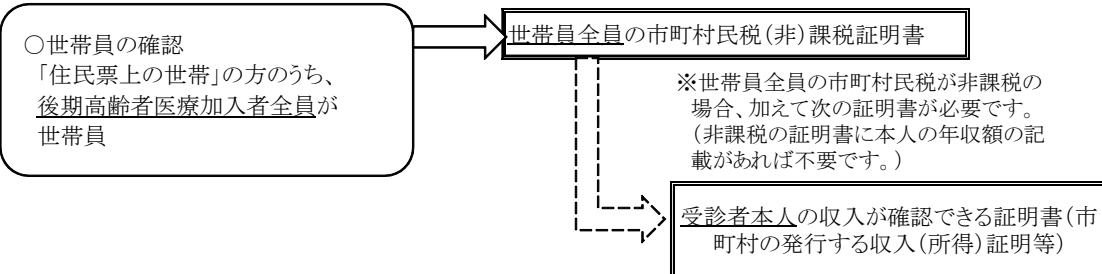 ○世帯員の確認
「住民票上の世帯」の方のうち、
後期高齢者医療加入者全員が
世帯員
世帯員全員の市町村民税(非)課税証明書
※世帯員全員の市町村民税が非課税の
場合、加えて次の証明書が必要です。
(非課税の証明書に本人の年収額の記
載があれば不要です。)
受診者本人の収入が確認できる証明書(市
町村の発行する収入(所得)証明等)